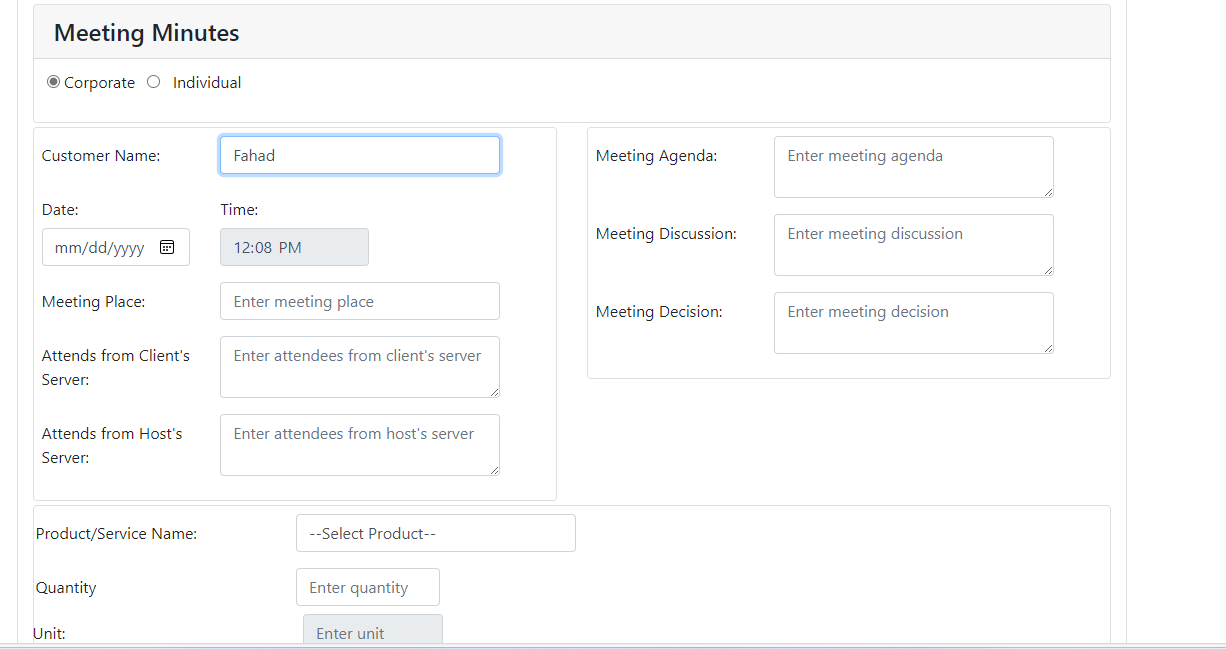 Meeting Minutes
Corporate Individual
Customer Name: Fahad
Date: Time:
mm/dd/yyyy 12:08 PM
Meeting Place: Enter meeting place
Attends from Client's Enter attendees from client's server
Server:
Attends from Host's Enter attendees from host's server
Server:
Meeting Agenda: Enter meeting agenda
Meeting Discussion: Enter meeting discussion
Meeting Decision: Enter meeting decision
Product/Service Name: --Select Product--
Quantity Enter quantity
Unit: Enter unit